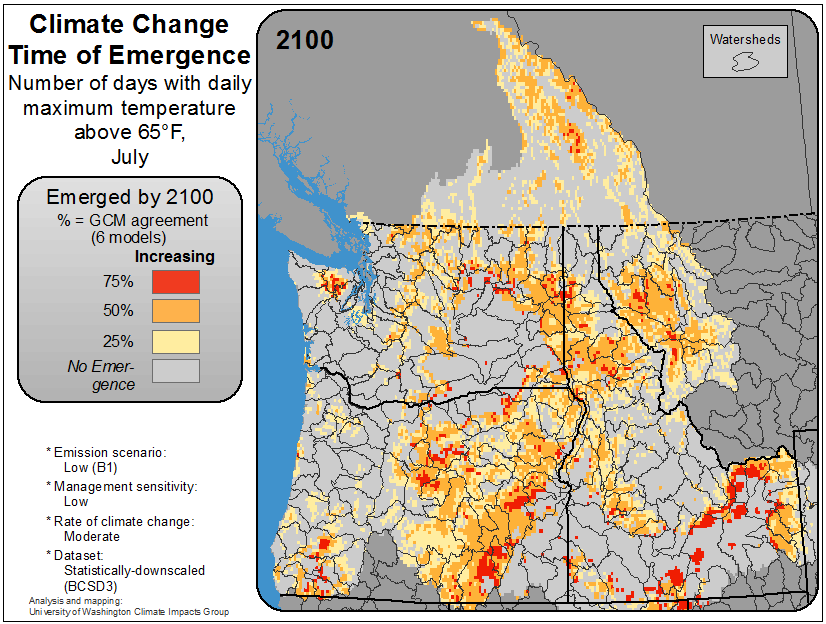 Climate Change
Time of Emergence
Number of days with daily
maximum temperature
above 65°F,
July
Emerged by 2100
% = GCM agreement
(6 models)
Increasing
75%
50%
25%
No Emer-
gence
* Emission scenario:
Low (B1)
* Management sensitivity:
Low
* Rate of climate change:
Moderate
* Dataset:
Statistically-downscaled
(BCSD3)
Analysis and mapping:
University of Washington Climate Impacts Group
2100
Watersheds